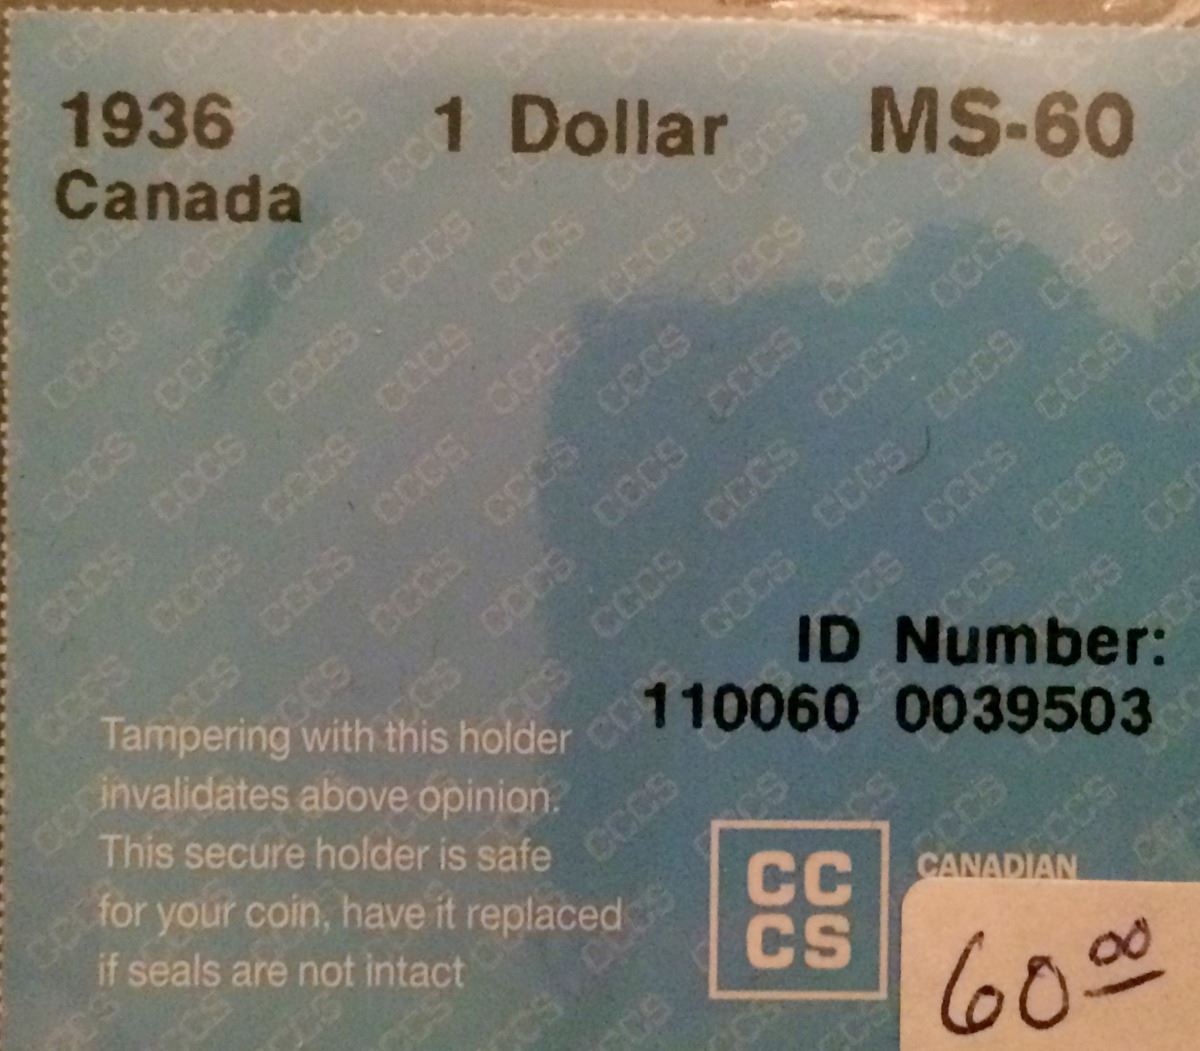 1936 1 Dollar MS-60
Canada
ID Number:
110060 0039503
Tampering with this holder
invalidates above opinion.
This secure holder is safe
for your coin, have it replaced
if seals are not intact
CC
CS
CANADIAN
60 00